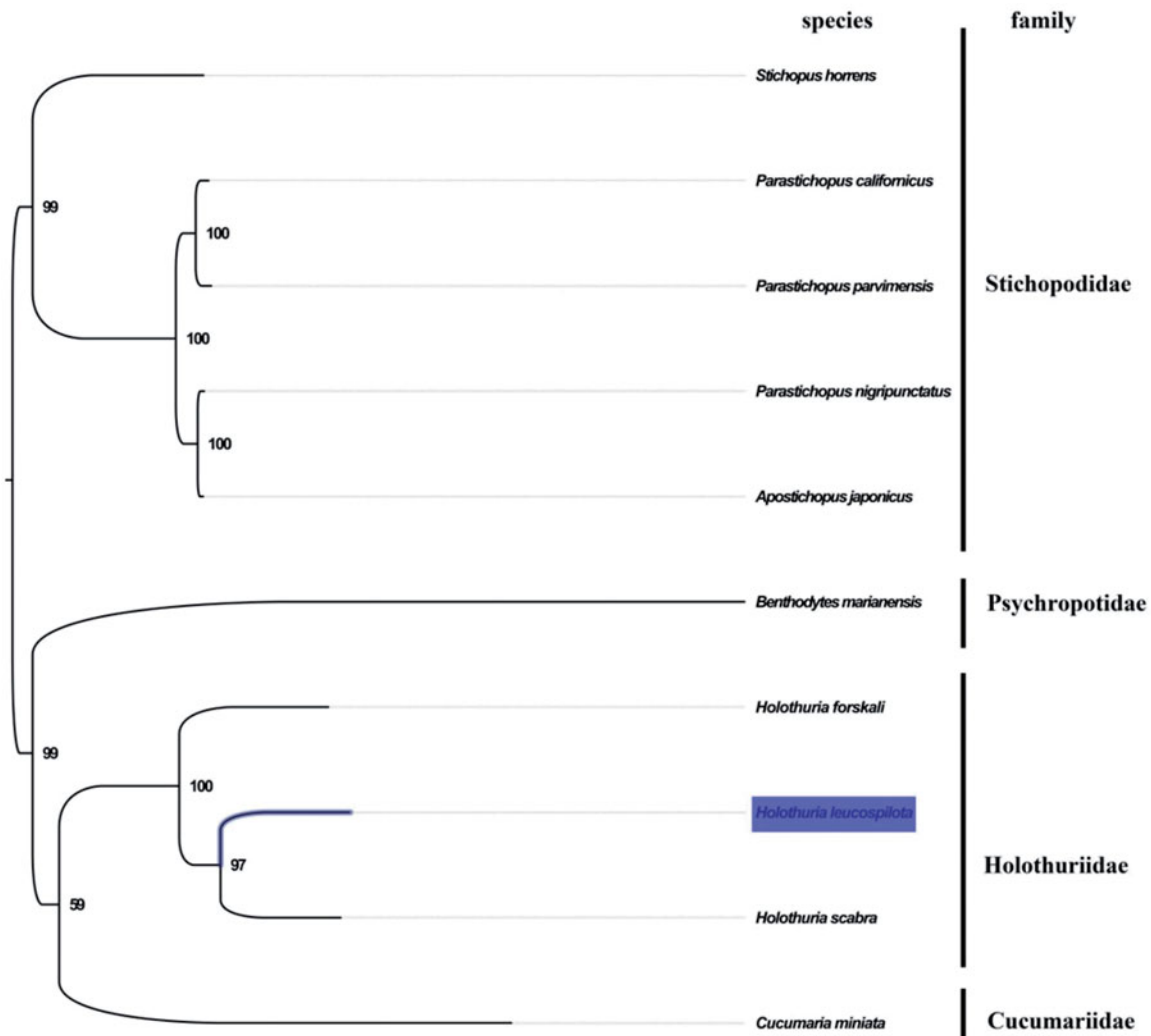 species family
Stichopus horrens
Parastichopus californicus
99
100
Parastichopus parvimensis Stichopodidae
100
Parastichopus nigripunctatus
100
Apostichopus japonicus
Benthodytes marianensis Psychropotidae
Holothuria forskali
99
100
Holothuria leucospilota
97 Holothuriidae
59
Holothuria scabra
Cucumaria miniata Cucumariidae